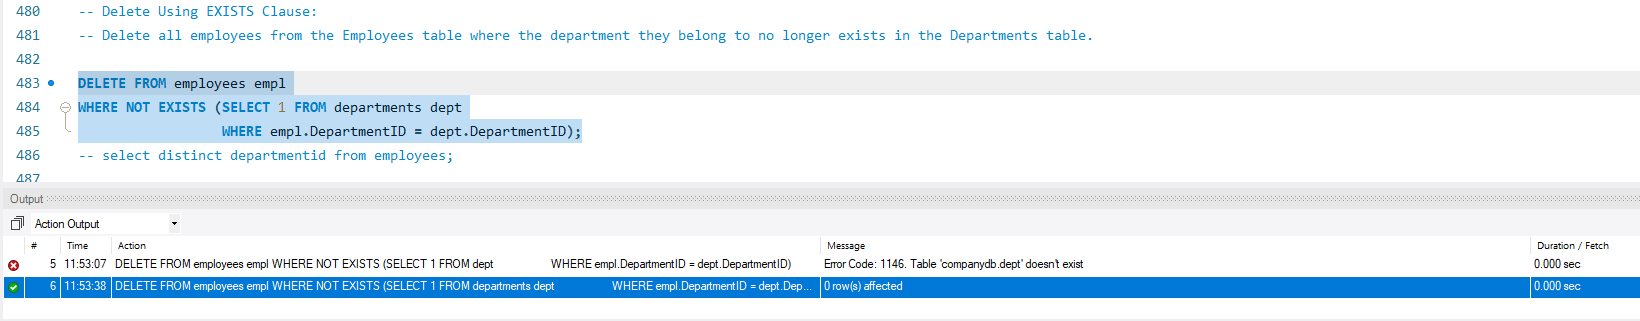 480 -- Delete Using EXISTS Clause:
481 -- Delete all employees from the Employees table where the department they belong to no longer exists in the Departments table.
482
483 DELETE FROM employees empl
484 WHERE NOT EXISTS (SELECT 1 FROM departments dept
485 WHERE empl.DepartmentID = dept.DepartmentID);
486 -- select distinct departmentid from employees;
487
Output
Action Output
# Time Action Message Duration / Fetch
5 11:53:07 DELETE FROM employees empl WHERE NOT EXISTS (SELECT 1 FROM dept WHERE empl.DepartmentID = dept.DepartmentID) Error Code: 1146. Table 'companydb.dept' doesn't exist 0.000 sec
6 11:53:38 DELETE FROM employees empl WHERE NOT EXISTS (SELECT 1 FROM departments dept WHERE empl.DepartmentID = dept.Dep... 0 row(s) affected 0.000 sec